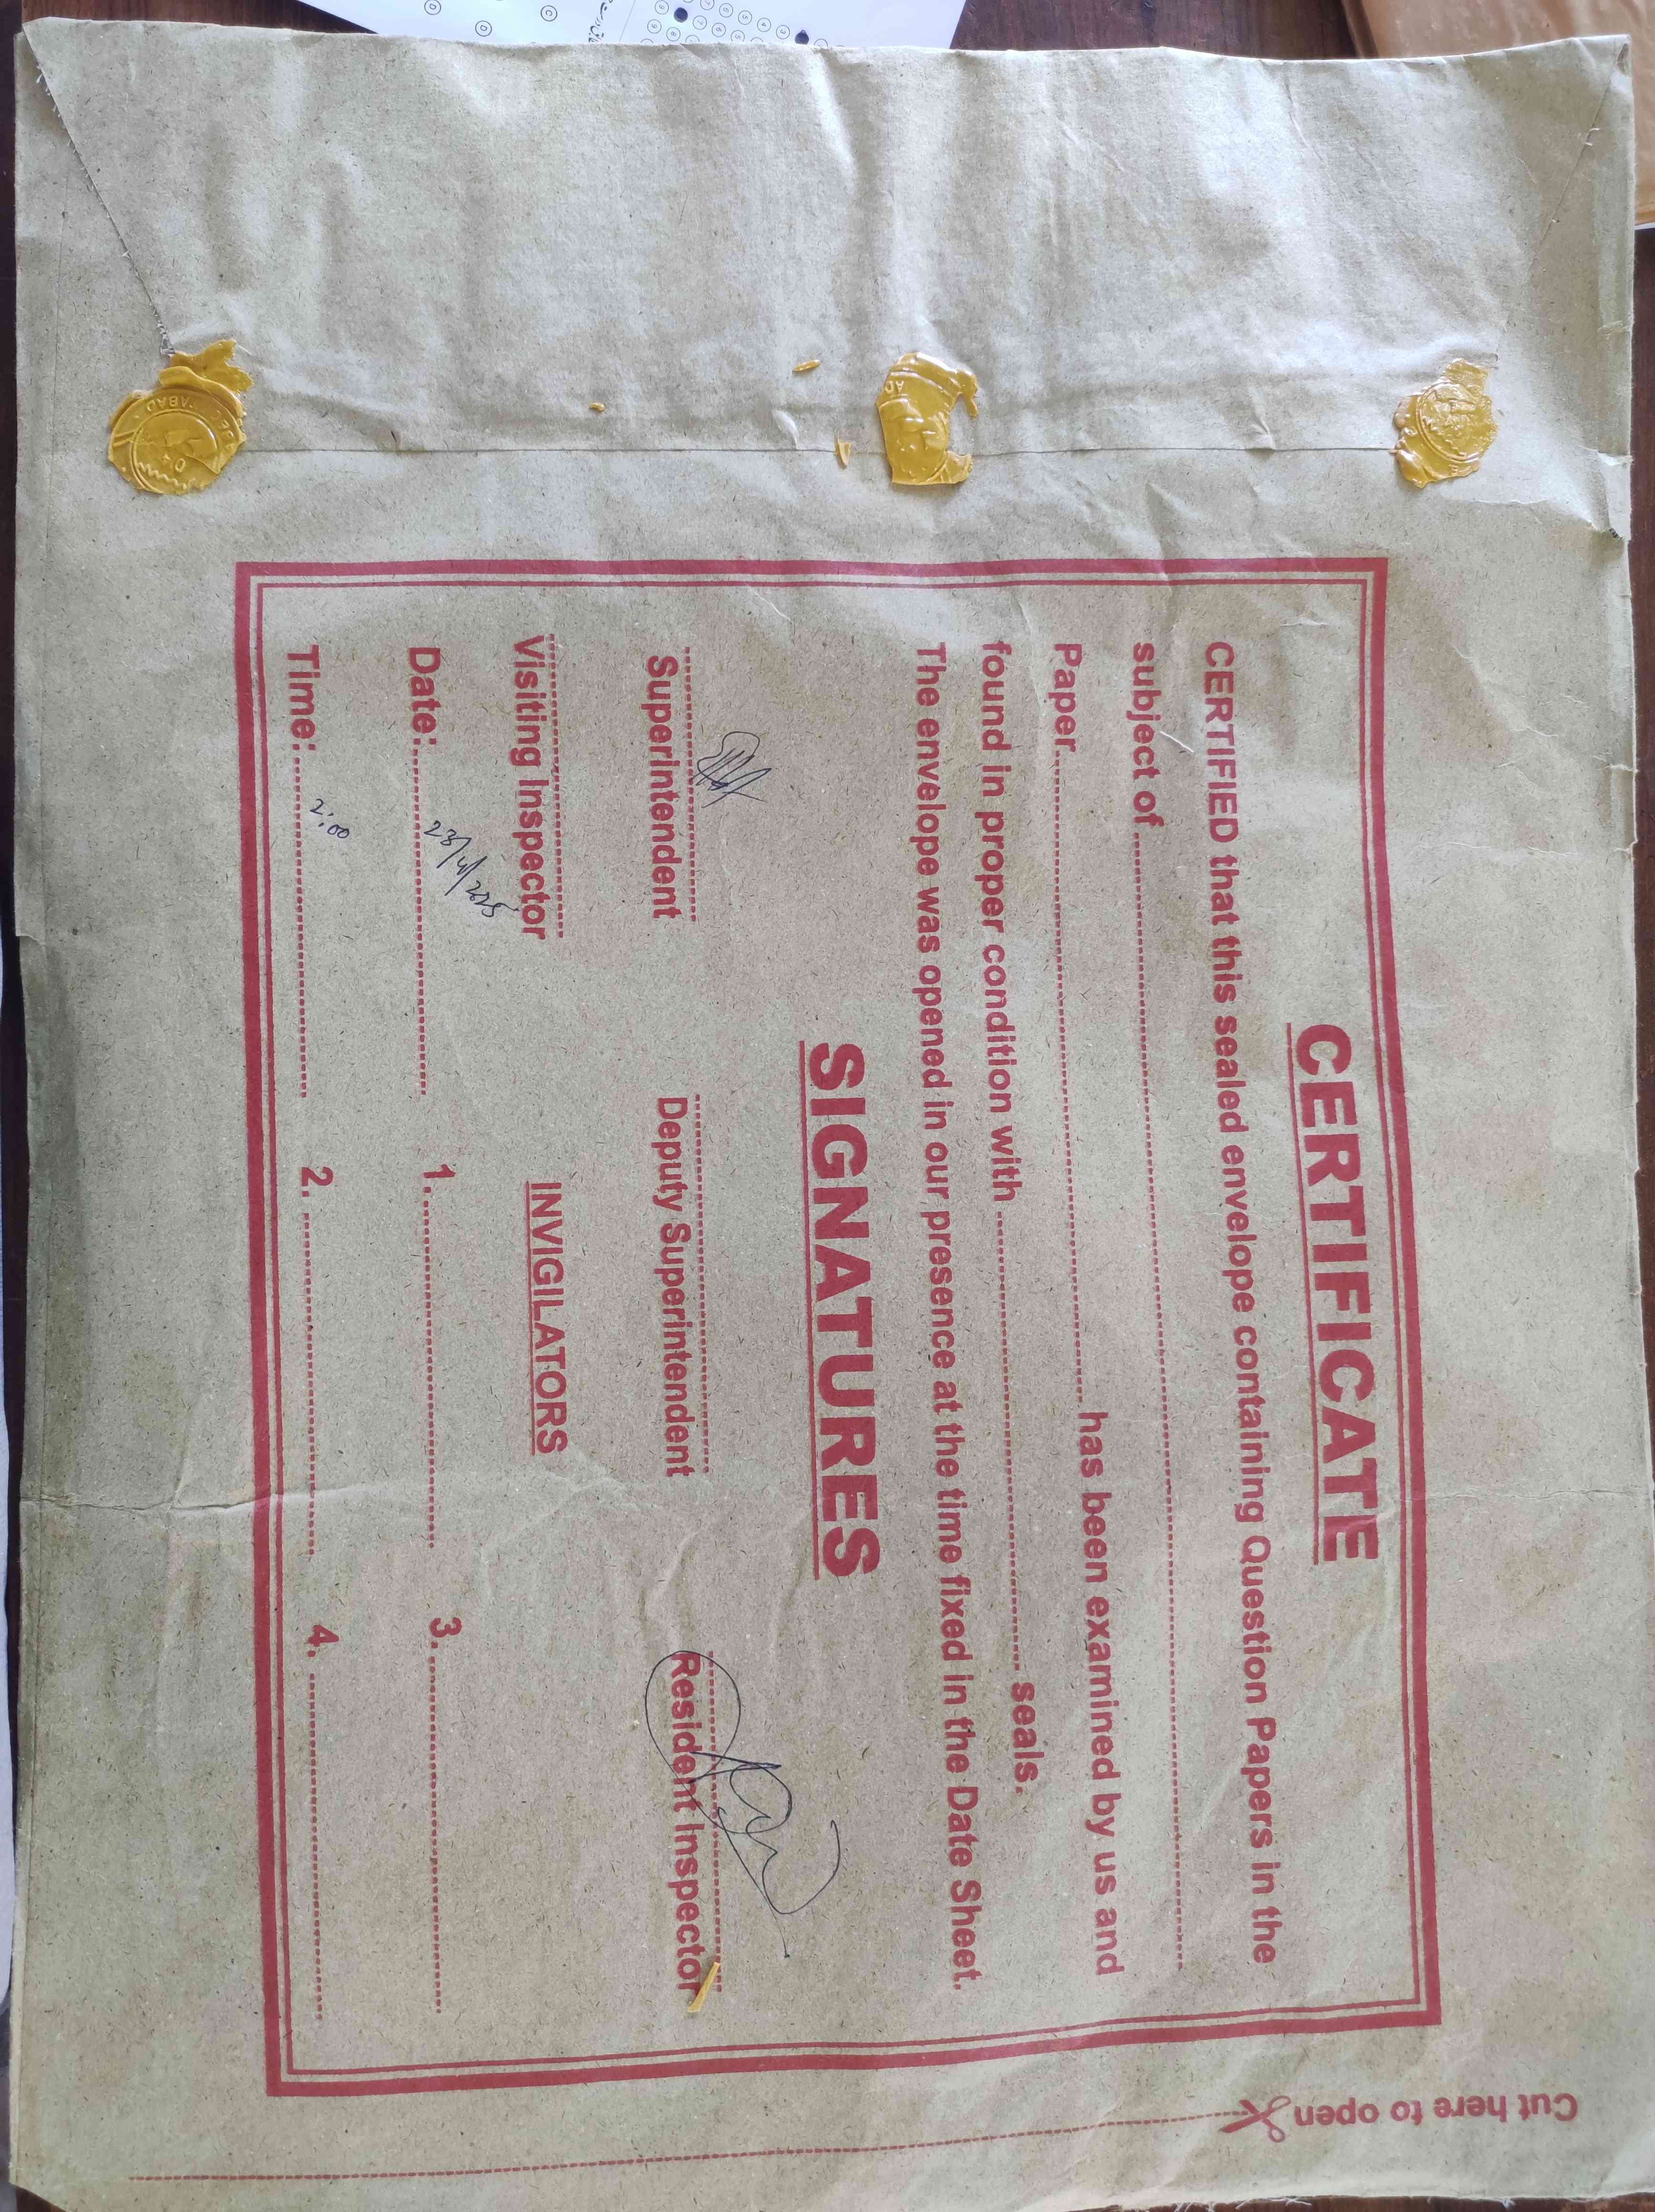 CERTIFICATE
CERTIFIED that this sealed envelope containing Question Papers in the
subject of
Paper has been examined by us and
found in proper condition with seals.
The envelope was opened in our presence at the time fixed in the Date Sheet.
SIGNATURES
Superintendent Deputy Superintendent Resident Inspector
Visiting Inspector INVIGILATORS
Date: 1. 3.
Time: 2:00 2. 4.
Cut here to open